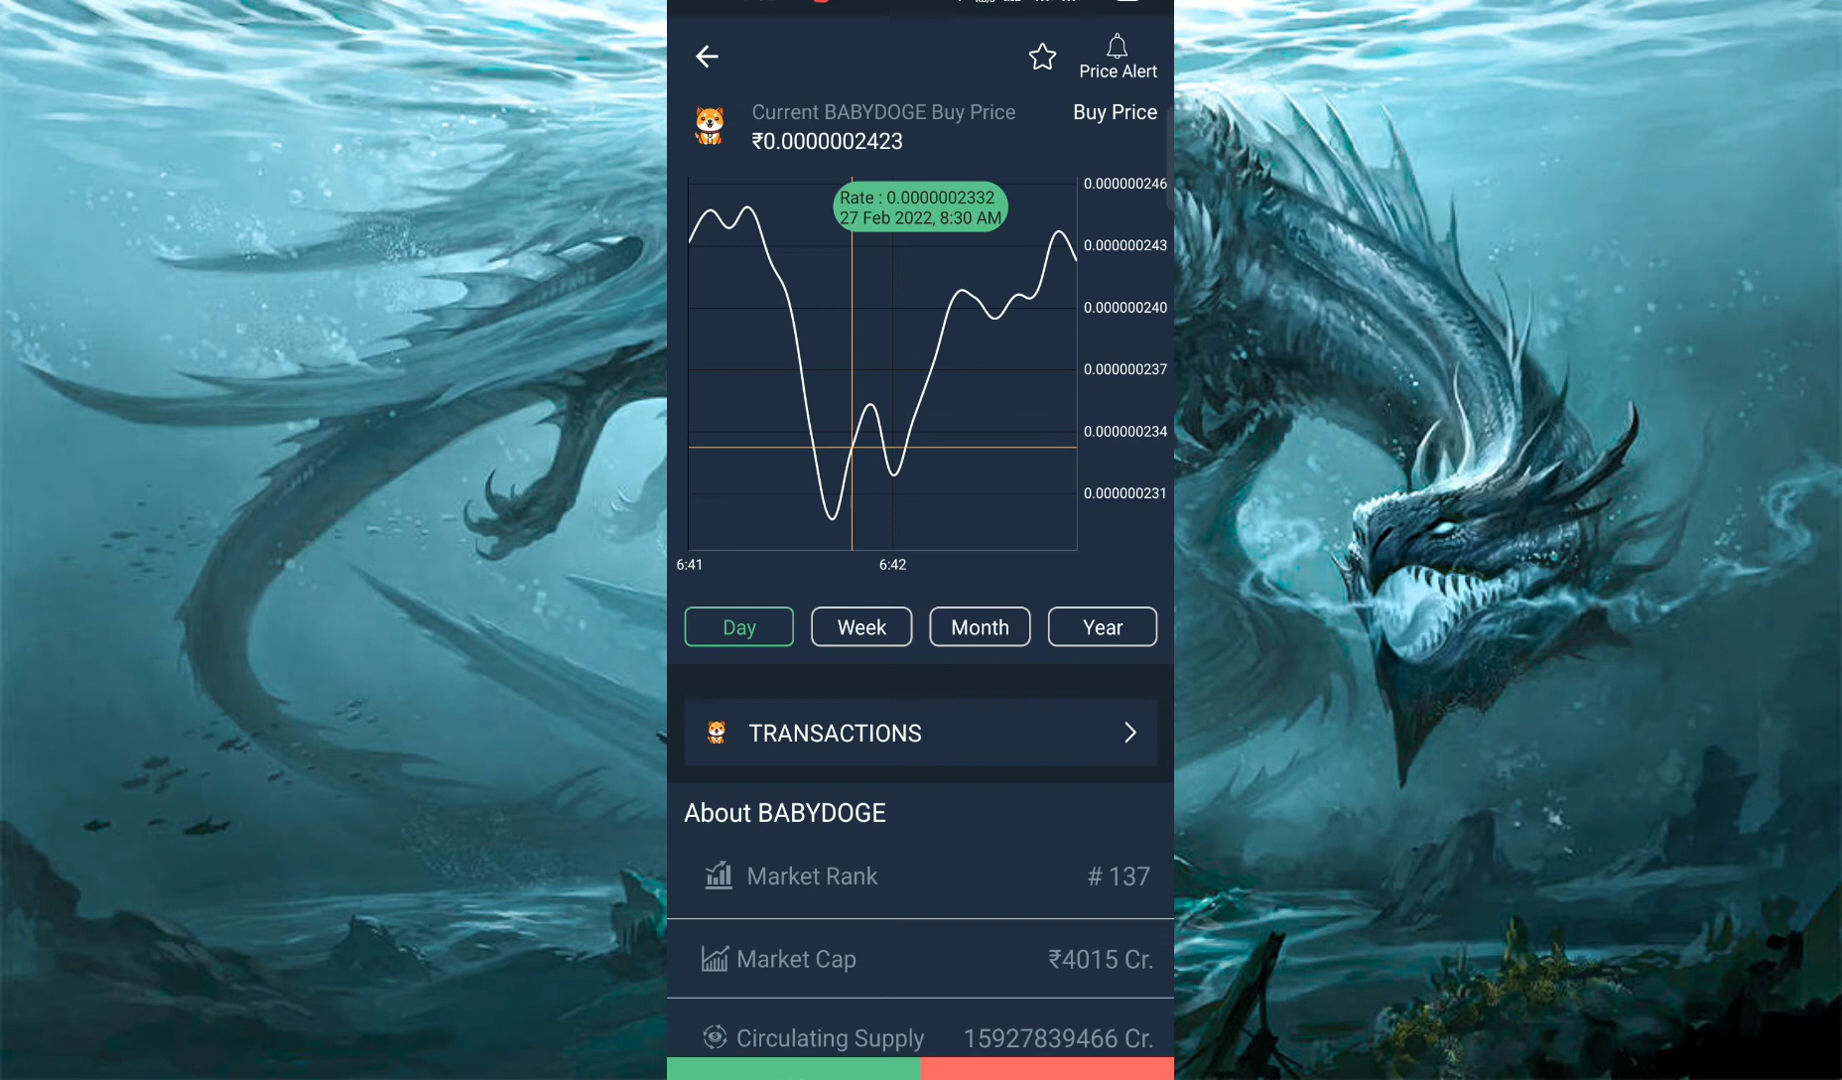 Price Alert
Current BABYDOGE Buy Price
Buy Price
₹0.0000002423
Rate : 0.0000002332
27 Feb 2022, 8:30 AM
0.000000246
0.000000243
0.000000240
0.000000237
0.000000234
0.000000231
6:41
6:42
Day
Week
Month
Year
TRANSACTIONS
About BABYDOGE
Market Rank
# 137
Market Cap
₹4015 Cr.
Circulating Supply
15927839466 Cr.